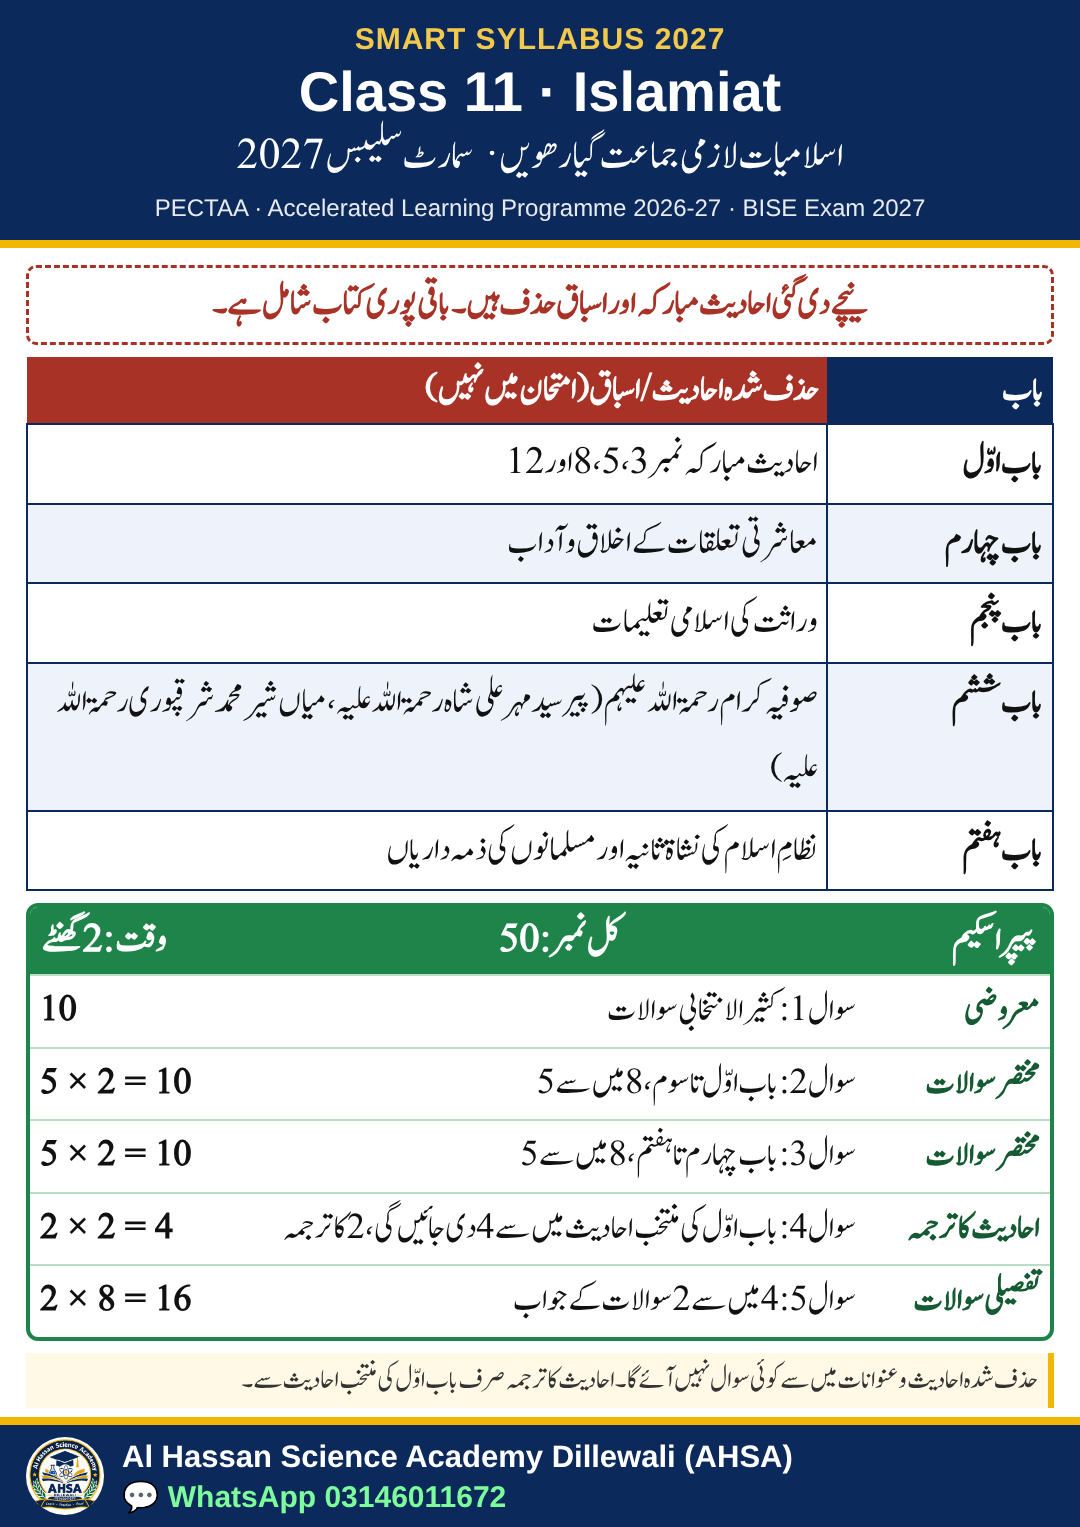 SMART SYLLABUS 2027
Class 11 · Islamiat
اسلامیات لازمی جماعت گیارھویں · سمارٹ سلیبس 2027
PECTAA · Accelerated Learning Programme 2026-27 · BISE Exam 2027
نیچے دی گئی احادیث مبارکہ اور اسباق حذف ہیں۔ باقی پوری کتاب شامل ہے۔
باب حذف شدہ احادیث/اسباق (امتحان میں نہیں)
باب اوّل احادیث مبارکہ نمبر 3، 5، 8 اور 12
باب چہارم معاشرتی تعلقات کے اخلاق و آداب
باب پنجم وراثت کی اسلامی تعلیمات
باب ششم صوفیہ کرام رحمۃ اللہ علیہم (پیر سید مہر علی شاہ رحمۃ اللہ علیہ، میاں شیر محمد شرقپوری رحمۃ اللہ
علیہ)
باب ہفتم نظامِ اسلام کی نشاۃ ثانیہ اور مسلمانوں کی ذمہ داریاں
پیپر اسکیم کل نمبر: 50 وقت: 2 گھنٹے
معروضی سوال 1: کثیر الانتخابی سوالات 10
مختصر سوالات سوال 2: باب اوّل تا سوم، 8 میں سے 5 5 × 2 = 10
مختصر سوالات سوال 3: باب چہارم تا ہفتم، 8 میں سے 5 5 × 2 = 10
احادیث کا ترجمہ سوال 4: باب اوّل کی منتخب احادیث میں سے 4 دی جائیں گی، 2 کا ترجمہ 2 × 2 = 4
تفصیلی سوالات سوال 5: 4 میں سے 2 سوالات کے جواب 2 × 8 = 16
حذف شدہ احادیث و عنوانات میں سے کوئی سوال نہیں آئے گا۔ احادیث کا ترجمہ صرف باب اوّل کی منتخب احادیث سے۔
Al Hassan Science Academy
AHSA
DILLEWALI
Al Hassan Science Academy Dillewali (AHSA)
WhatsApp 03146011672